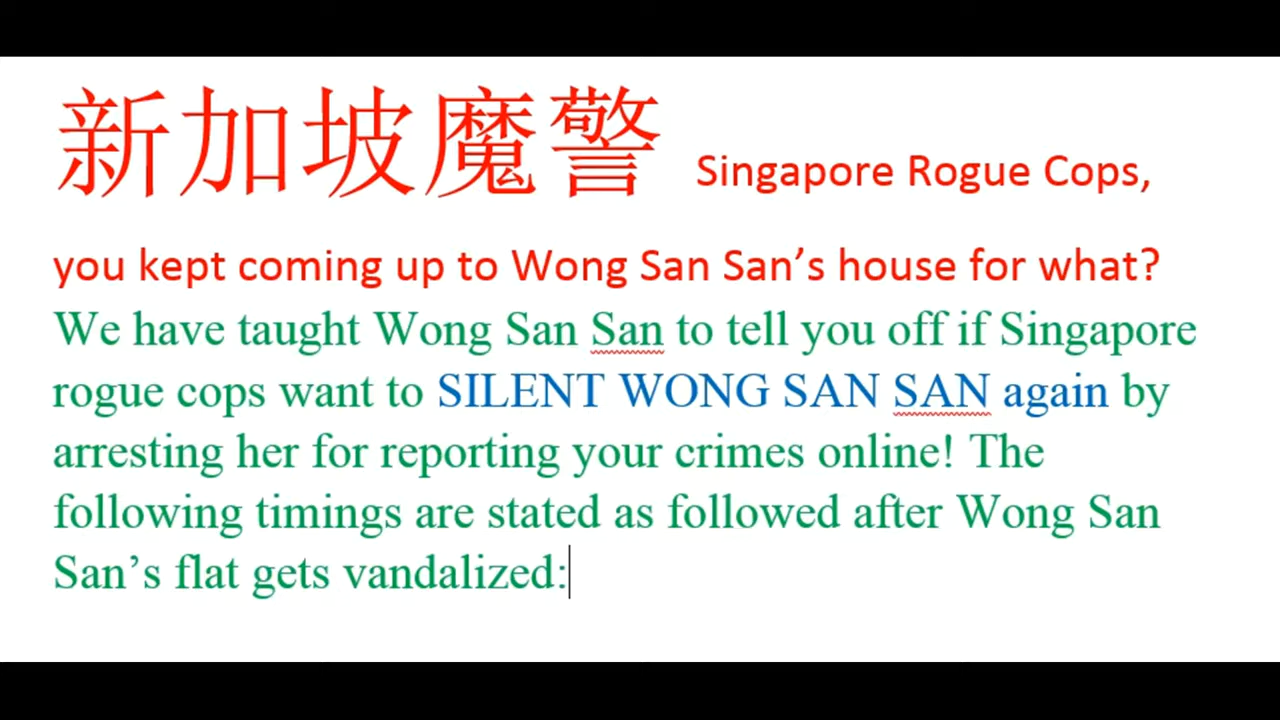 新加坡魔警 Singapore Rogue Cops,
you kept coming up to Wong San San’s house for what?
We have taught Wong San San to tell you off if Singapore
rogue cops want to SILENT WONG SAN SAN again by
arresting her for reporting your crimes online! The
following timings are stated as followed after Wong San
San’s flat gets vandalized: